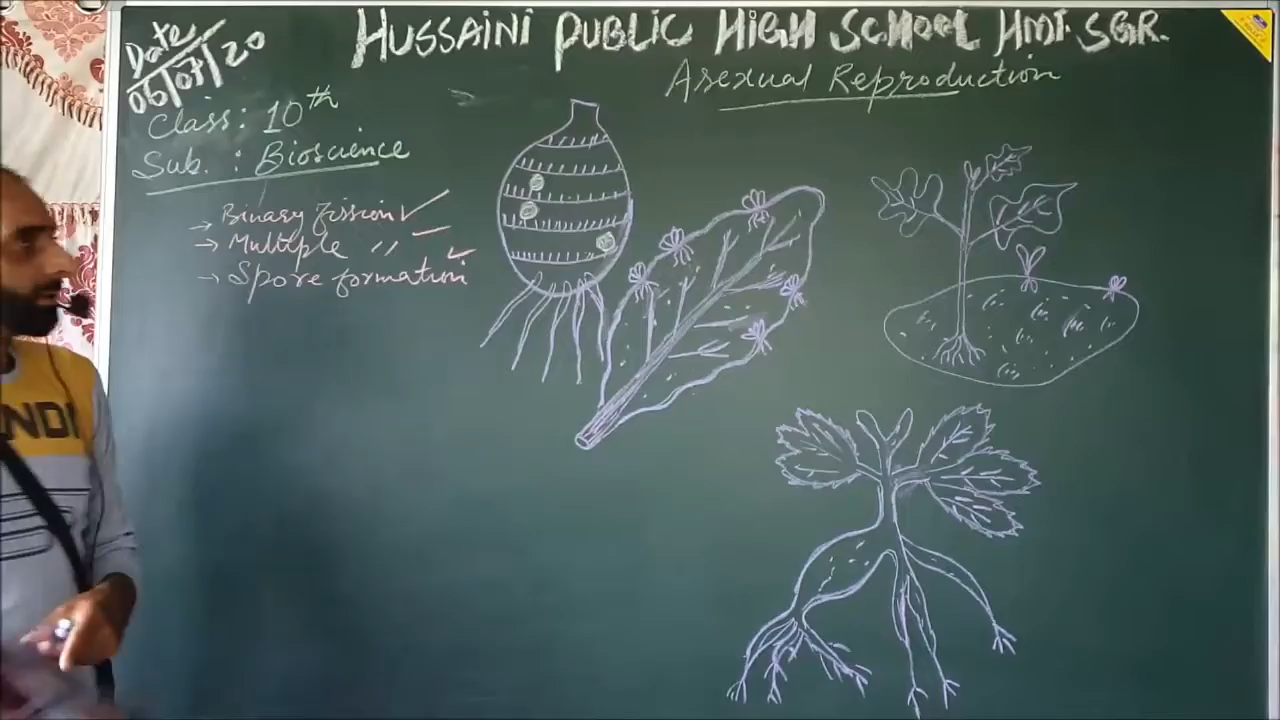 HUSSAINI PUBLIC HIGH SCHOOL HMT. SGR.
Date
06/07/20
Asexual Reproduction
Class: 10th
Sub. : Bioscience
→ Binary fission ✓
→ Multiple 〃
→ Spore formation ✓
NDI